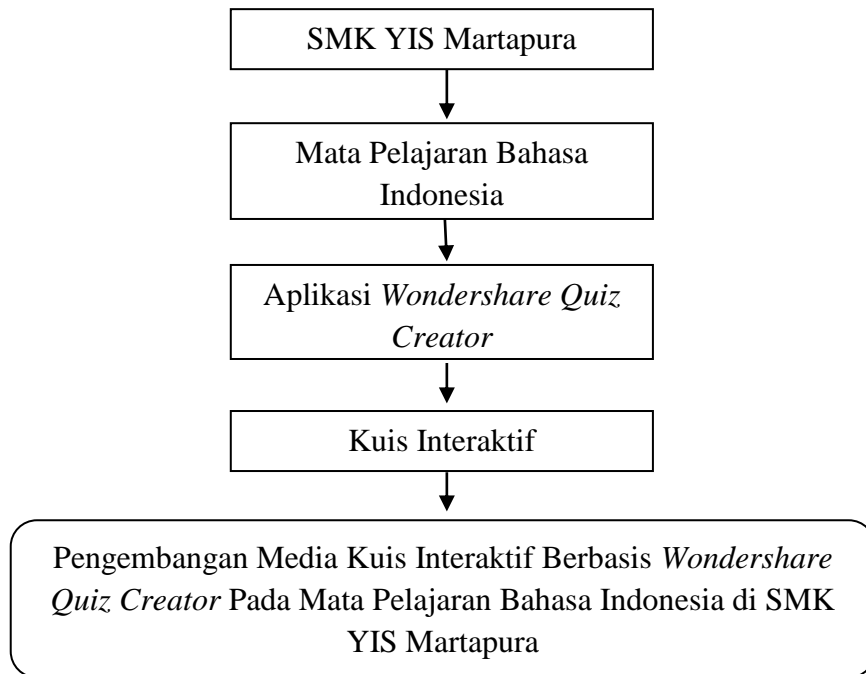 SMK YIS Martapura
Mata Pelajaran Bahasa
Indonesia
Aplikasi Wondershare Quiz
Creator
Kuis Interaktif
Pengembangan Media Kuis Interaktif Berbasis Wondershare
Quiz Creator Pada Mata Pelajaran Bahasa Indonesia di SMK
YIS Martapura